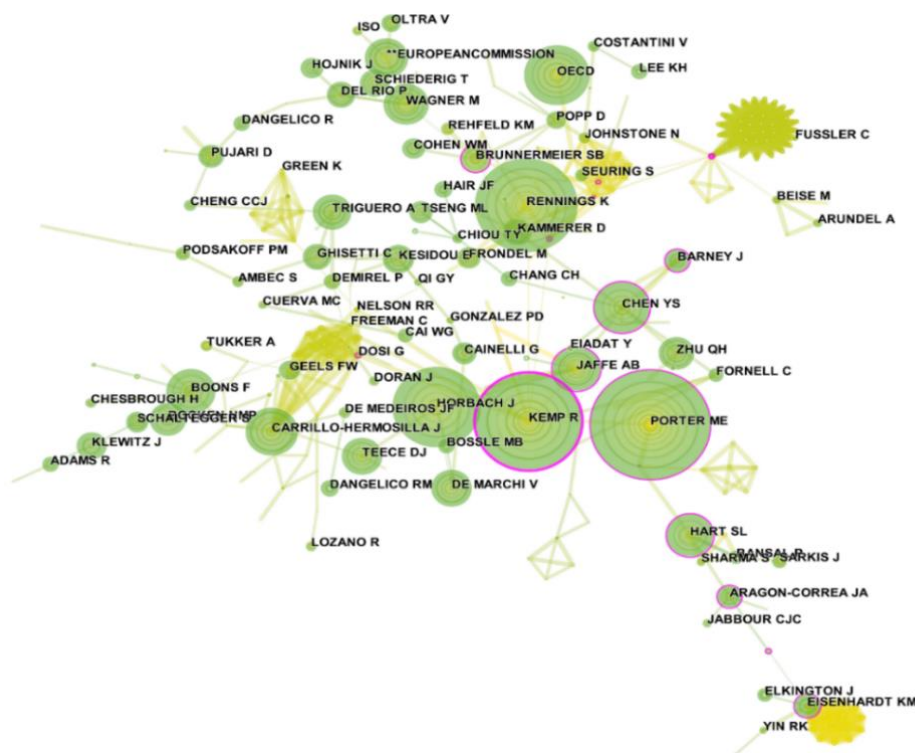 OLTRA V
ISO
COSTANTINI V
**EUROPEANCOMMISSION
HOJNIK J
LEE KH
OECD
SCHIEDERIG T
DEL RIO P
WAGNER M
DANGELICO R
POPP D
REHFELD KM
JOHNSTONE N
FUSSLER C
COHEN WM
PUJARI D
BRUNNERMEIER SB
GREEN K
SEURING S
HAIR JF
BEISE M
RENNINGS K
CHENG CCJ
TRIGUERO A
TSENG ML
ARUNDEL A
KAMMERER D
CHIOU TY
PODSAKOFF PM
GHISETTI C
KESIDOU E
FRONDEL M
BARNEY J
AMBEC S
DEMIREL P
QI GY
CHANG CH
CUERVA MC
CHEN YS
NELSON RR
FREEMAN C
GONZALEZ PD
CAI WG
TUKKER A
EIADAT Y
DOSI G
CAINELLI G
ZHU QH
JAFFE AB
GEELS FW
DORAN J
FORNELL C
BOONS F
CHESBROUGH H
HORBACH J
DE MEDEIROS JF
KEMP R
PORTER ME
SCHALTEGGER S
CARRILLO-HERMOSILLA J
KLEWITZ J
BOSSLE MB
TEECE DJ
ADAMS R
DANGELICO RM
DE MARCHI V
HART SL
LOZANO R
SHARMA S
SARKIS J
ARAGON-CORREA JA
JABBOUR CJC
ELKINGTON J
EISENHARDT KM
YIN RK